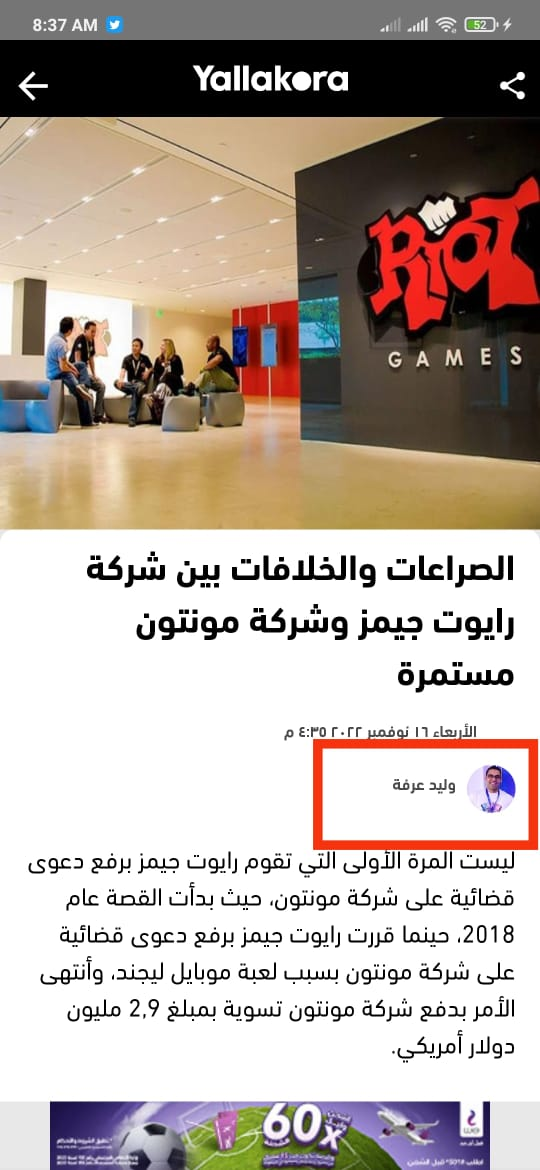 8:37 AM
52
Yallakora
RIOT
GAMES
الصراعات والخلافات بين شركة
رايوت جيمز وشركة مونتون
مستمرة
الأربعاء ١٦ نوفمبر ٢٠٢٢ ٤:٣٥ م
وليد عرفة
ليست المرة الأولى التي تقوم رايوت جيمز برفع دعوى
قضائية على شركة مونتون، حيث بدأت القصة عام
2018، حينما قررت رايوت جيمز برفع دعوى قضائية
على شركة مونتون بسبب لعبة موبايل ليجند، وأنتهى
الأمر بدفع شركة مونتون تسوية بمبلغ 2,9 مليون
دولار أمريكي.
60x
we